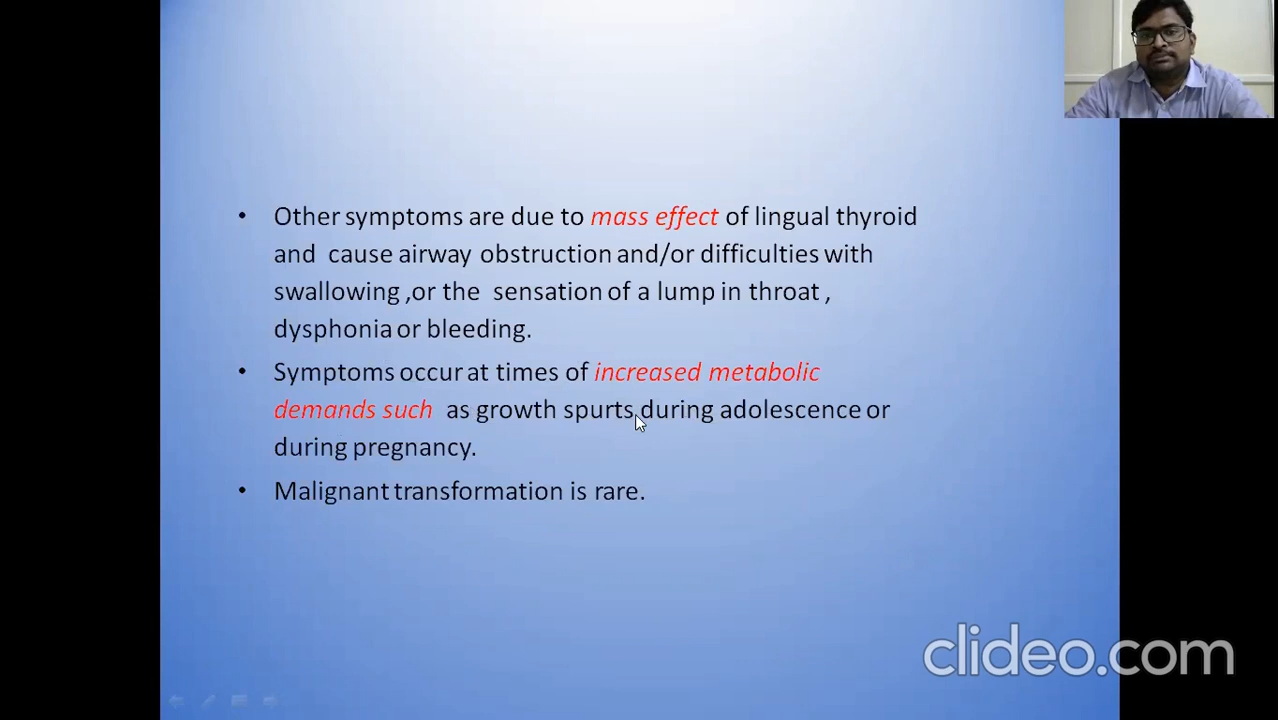 • Other symptoms are due to mass effect of lingual thyroid
and cause airway obstruction and/or difficulties with
swallowing ,or the sensation of a lump in throat ,
dysphonia or bleeding.
• Symptoms occur at times of increased metabolic
demands such as growth spurts during adolescence or
during pregnancy.
• Malignant transformation is rare.
clideo.com